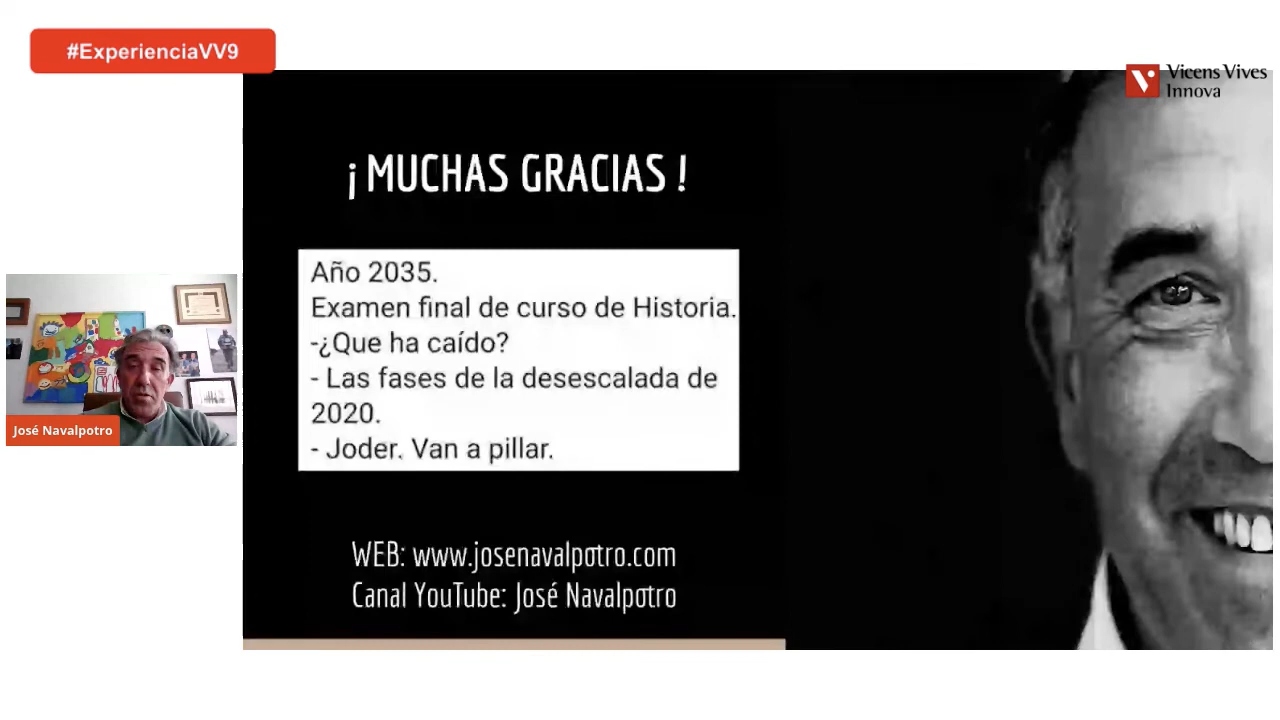 #ExperienciaVV9
Vicens Vives
Innova
¡ MUCHAS GRACIAS !
Año 2035.
Examen final de curso de Historia.
-¿Que ha caído?
- Las fases de la desescalada de
2020.
- Joder. Van a pillar.
José Navalpotro
WEB: www.josenavalpotro.com
Canal YouTube: José Navalpotro